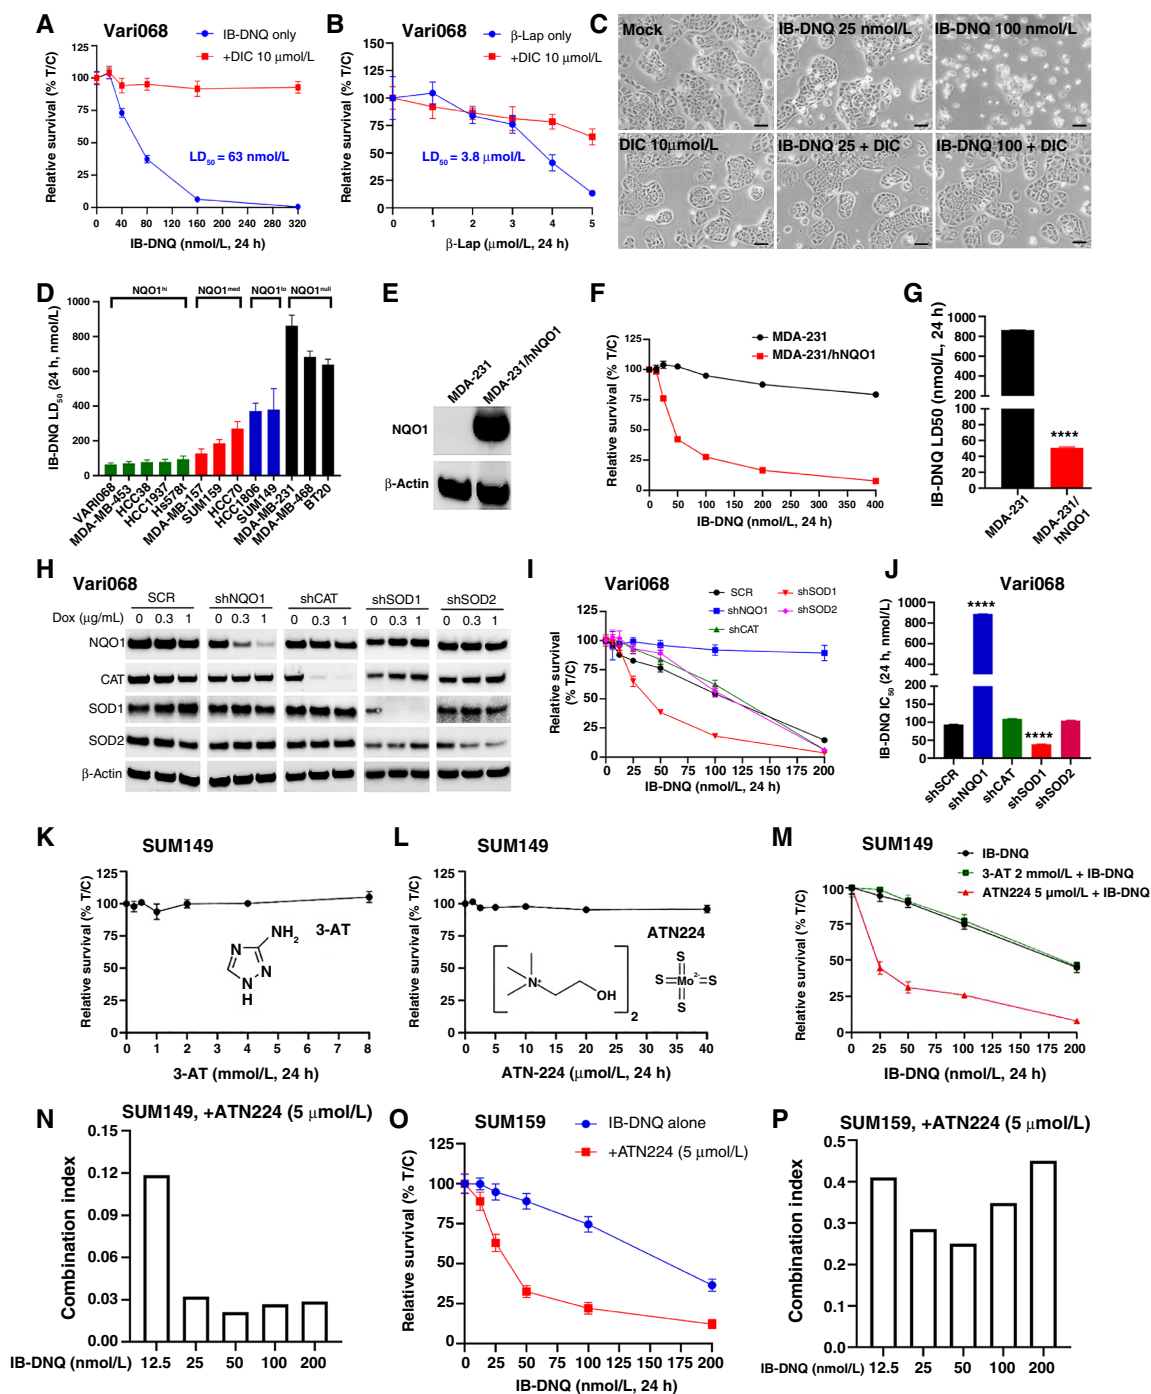 A
Vari068
IB-DNQ only
+DIC 10 μmol/L
Relative survival (% T/C)
125
100
75
50
25
0
LD50 = 63 nmol/L
0 40 80 120 160 200 240 280 320
IB-DNQ (nmol/L, 24 h)
B
Vari068
β-Lap only
+DIC 10 μmol/L
Relative survival (% T/C)
150
125
100
75
50
25
0
LD50 = 3.8 μmol/L
0 1 2 3 4 5
β-Lap (μmol/L, 24 h)
C
Mock
IB-DNQ 25 nmol/L
IB-DNQ 100 nmol/L
DIC 10μmol/L
IB-DNQ 25 + DIC
IB-DNQ 100 + DIC
D
NQO1hi NQO1med NQO1lo NQO1null
IB-DNQ LD50 (24 h, nmol/L)
1000
800
600
400
200
0
VARI068
MDA-MB-453
HCC38
HCC1937
Hs578t
MDA-MB-157
SUM159
HCC70
HCC1806
SUM149
MDA-MB-231
MDA-MB-468
BT20
E
MDA-231
MDA-231/hNQO1
NQO1
β-Actin
F
MDA-231
MDA-231/hNQO1
Relative survival (% T/C)
125
100
75
50
25
0
0 50 100 150 200 250 300 350 400
IB-DNQ (nmol/L, 24 h)
G
IB-DNQ LD50 (nmol/L, 24 h)
1000
800
600
400
200
100
80
60
40
20
0
****
MDA-231
MDA-231/
hNQO1
H
Vari068
SCR shNQO1 shCAT shSOD1 shSOD2
Dox (μg/mL) 0 0.3 1 0 0.3 1 0 0.3 1 0 0.3 1 0 0.3 1
NQO1
CAT
SOD1
SOD2
β-Actin
I
Vari068
SCR
shNQO1
shCAT
shSOD1
shSOD2
Relative survival
(% T/C)
125
100
75
50
25
0
0 25 50 75 100 125 150 175 200
IB-DNQ (nmol/L, 24 h)
J
Vari068
IB-DNQ IC50 (24 h, nmol/L)
1000
800
600
400
200
150
100
50
0
****
****
shSCR
shNQO1
shCAT
shSOD1
shSOD2
K
SUM149
Relative survival (% T/C)
125
100
75
50
25
0
3-AT
NH2
N
N
N
H
0 1 2 3 4 5 6 7 8
3-AT (mmol/L, 24 h)
L
SUM149
Relative survival (% T/C)
125
100
75
50
25
0
ATN224
N+
OH
2
S
S Mo2- S
S
0 5 10 15 20 25 30 35 40
ATN-224 (μmol/L, 24 h)
M
SUM149
IB-DNQ
3-AT 2 mmol/L + IB-DNQ
ATN224 5 μmol/L + IB-DNQ
Relative survival (% T/C)
100
75
50
25
0
0 25 50 75 100 125 150 175 200
IB-DNQ (nmol/L, 24 h)
N
SUM149, +ATN224 (5 μmol/L)
Combination index
0.15
0.12
0.09
0.06
0.03
0.00
IB-DNQ (nmol/L) 12.5 25 50 100 200
O
SUM159
IB-DNQ alone
+ATN224 (5 μmol/L)
Relative survival (% T/C)
125
100
75
50
25
0
0 25 50 75 100 125 150 175 200
IB-DNQ (nmol/L, 24 h)
P
SUM159, +ATN224 (5 μmol/L)
Combination index
0.5
0.4
0.3
0.2
0.1
0.0
IB-DNQ (nmol/L) 12.5 25 50 100 200